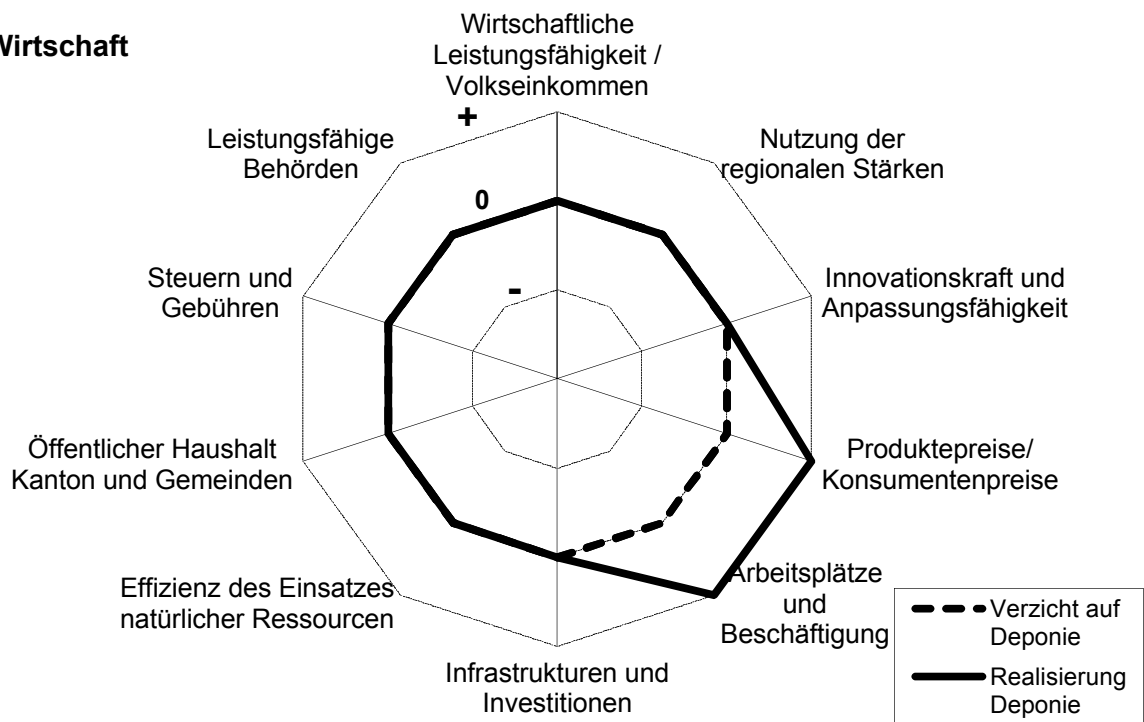 Wirtschaft
Wirtschaftliche
Leistungsfähigkeit /
Volkseinkommen
+
0
-
Nutzung der
regionalen Stärken
Innovationskraft und
Anpassungsfähigkeit
Produktepreise/
Konsumentenpreise
Arbeitsplätze
und
Beschäftigung
Infrastrukturen und
Investitionen
Effizienz des Einsatzes
natürlicher Ressourcen
Öffentlicher Haushalt
Kanton und Gemeinden
Steuern und
Gebühren
Leistungsfähige
Behörden
Verzicht auf
Deponie
Realisierung
Deponie